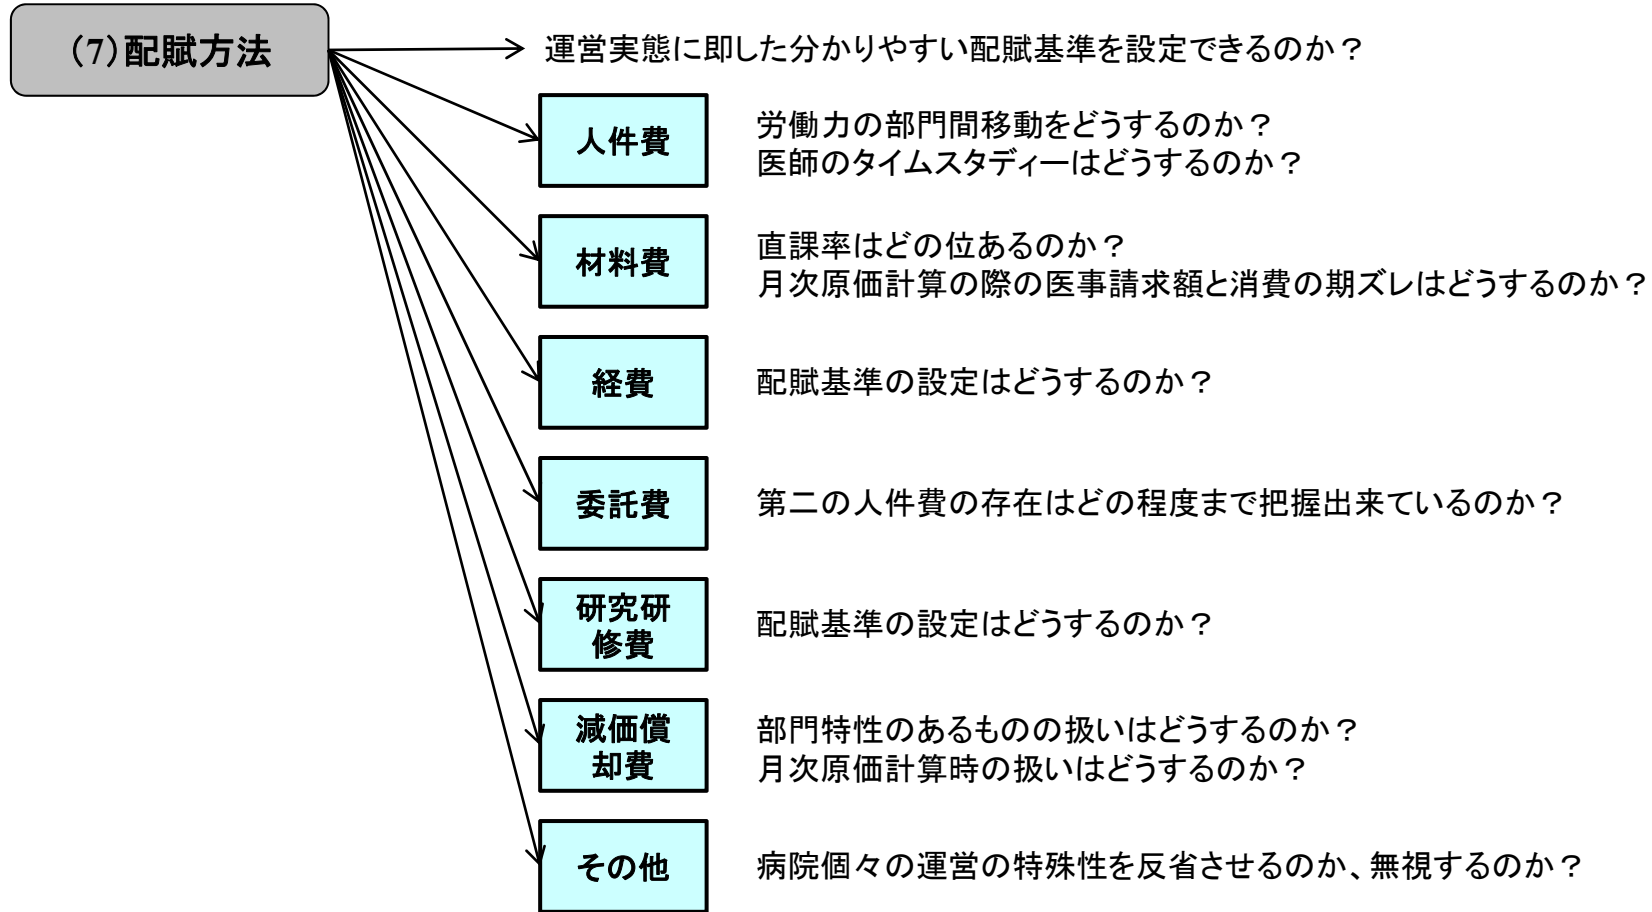 (7)配賦方法
運営実態に即した分かりやすい配賦基準を設定できるのか？
人件費
労働力の部門間移動をどうするのか？
医師のタイムスタディーはどうするのか？
材料費
直課率はどの位あるのか？
月次原価計算の際の医事請求額と消費の期ズレはどうするのか？
経費
配賦基準の設定はどうするのか？
委託費
第二の人件費の存在はどの程度まで把握出来ているのか？
研究研
修費
配賦基準の設定はどうするのか？
減価償
却費
部門特性のあるものの扱いはどうするのか？
月次原価計算時の扱いはどうするのか？
その他
病院個々の運営の特殊性を反省させるのか、無視するのか？